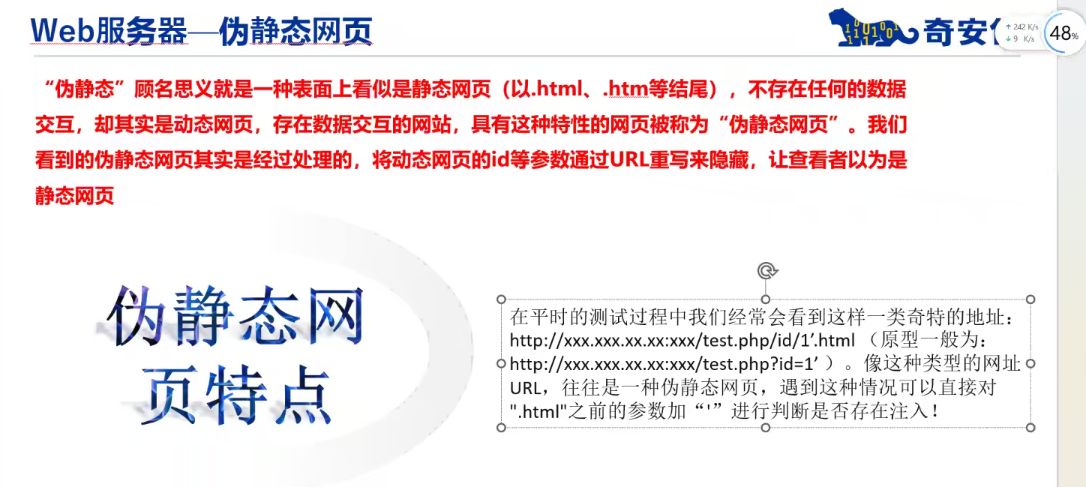 Web服务器—伪静态网页
奇安
↑ 242 K/s
↓ 9 K/s
48%
“伪静态”顾名思义就是一种表面上看似是静态网页（以.html、.htm等结尾），不存在任何的数据
交互，却其实是动态网页，存在数据交互的网站，具有这种特性的网页被称为“伪静态网页”。我们
看到的伪静态网页其实是经过处理的，将动态网页的id等参数通过URL重写来隐藏，让查看者以为是
静态网页
伪静态网
页特点
在平时的测试过程中我们经常会看到这样一类奇特的地址：
http://xxx.xxx.xx.xx:xxx/test.php/id/1’.html （原型一般为：
http://xxx.xxx.xx.xx:xxx/test.php?id=1’ ）。像这种类型的网址
URL，往往是一种伪静态网页，遇到这种情况可以直接对
".html"之前的参数加“'”进行判断是否存在注入！